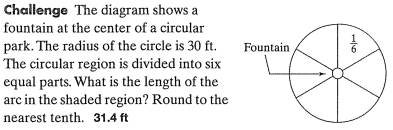 Challenge The diagram shows a
fountain at the center of a circular
park. The radius of the circle is 30 ft.
The circular region is divided into six
equal parts. What is the length of the
arc in the shaded region? Round to the
nearest tenth. 31.4 ft
Fountain
1/6